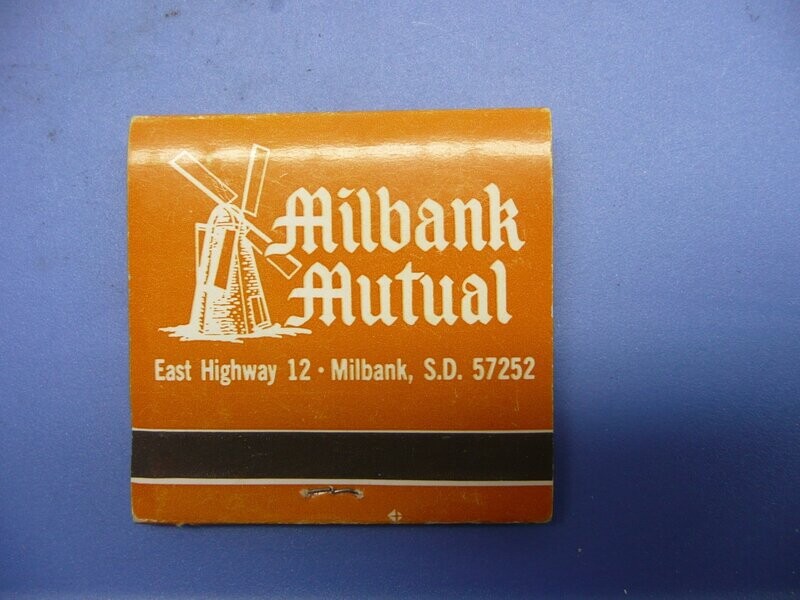 Milbank
Mutual
East Highway 12 · Milbank, S.D. 57252